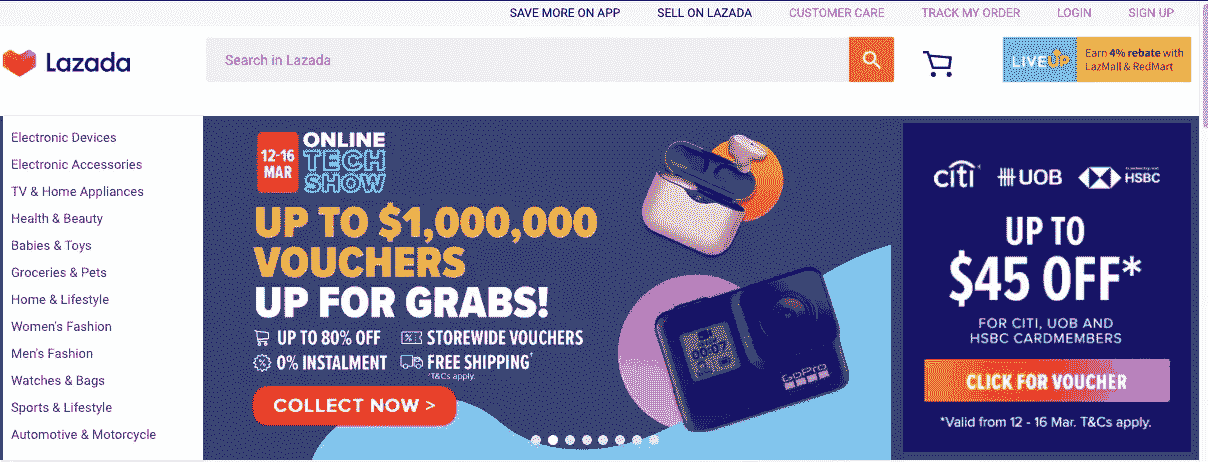 SAVE MORE ON APP SELL ON LAZADA CUSTOMER CARE TRACK MY ORDER LOGIN SIGN UP
Lazada
Search in Lazada
LIVEUP
Earn 4% rebate with
LazMall & RedMart
Electronic Devices
Electronic Accessories
TV & Home Appliances
Health & Beauty
Babies & Toys
Groceries & Pets
Home & Lifestyle
Women's Fashion
Men's Fashion
Watches & Bags
Sports & Lifestyle
Automotive & Motorcycle
12-16
MAR
ONLINE
TECH
SHOW
UP TO $1,000,000
VOUCHERS
UP FOR GRABS!
UP TO 80% OFF STOREWIDE VOUCHERS
0% INSTALMENT FREE SHIPPING*
*T&Cs apply.
COLLECT NOW >
00:07
GoPro
citi UOB HSBC
UP TO
$45 OFF*
FOR CITI, UOB AND
HSBC CARDMEMBERS
CLICK FOR VOUCHER
*Valid from 12 - 16 Mar. T&Cs apply.